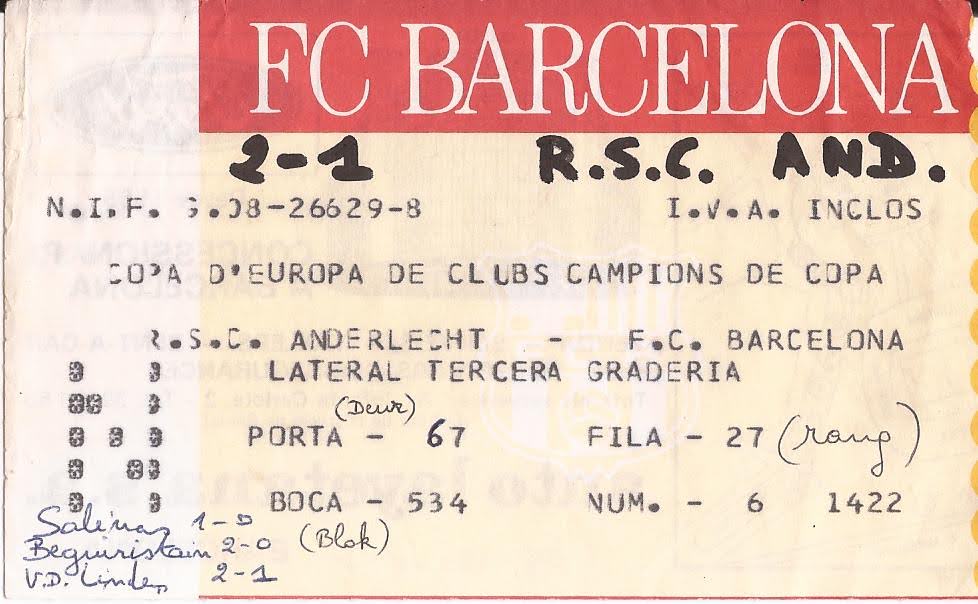 FC BARCELONA
2-1 R.S.C. AND.
N.I.F. G.08-26629-8 I.V.A. INCLOS
COPA D'EUROPA DE CLUBS CAMPIONS DE COPA
R.S.C. ANDERLECHT - F.C. BARCELONA
LATERAL TERCERA GRADERIA
(Deur)
PORTA - 67 FILA - 27 (rang)
BOCA - 534 NUM. - 6 1422
(Blok)
Salinas 1-0
Beguiristain 2-0
V.D. Linden 2-1